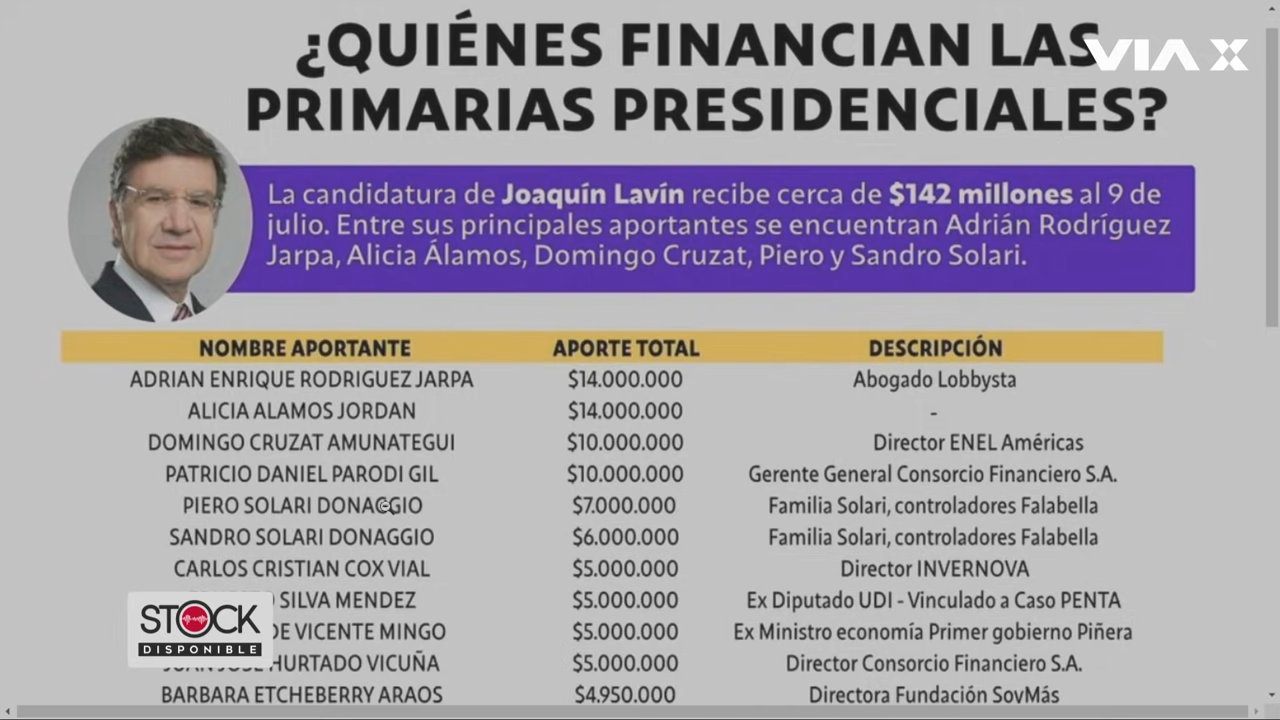 ¿QUIÉNES FINANCIAN LAS
VIA X
PRIMARIAS PRESIDENCIALES?
La candidatura de Joaquín Lavín recibe cerca de $142 millones al 9 de
julio. Entre sus principales aportantes se encuentran Adrián Rodríguez
Jarpa, Alicia Álamos, Domingo Cruzat, Piero y Sandro Solari.
NOMBRE APORTANTE APORTE TOTAL DESCRIPCIÓN
ADRIAN ENRIQUE RODRIGUEZ JARPA $14.000.000 Abogado Lobbysta
ALICIA ALAMOS JORDAN $14.000.000 -
DOMINGO CRUZAT AMUNATEGUI $10.000.000 Director ENEL Américas
PATRICIO DANIEL PARODI GIL $10.000.000 Gerente General Consorcio Financiero S.A.
PIERO SOLARI DONAGGIO $7.000.000 Familia Solari, controladores Falabella
SANDRO SOLARI DONAGGIO $6.000.000 Familia Solari, controladores Falabella
CARLOS CRISTIAN COX VIAL $5.000.000 Director INVERNOVA
SILVA MENDEZ $5.000.000 Ex Diputado UDI - Vinculado a Caso PENTA
DE VICENTE MINGO $5.000.000 Ex Ministro economía Primer gobierno Piñera
HURTADO VICUÑA $5.000.000 Director Consorcio Financiero S.A.
BARBARA ETCHEBERRY ARAOS $4.950.000 Directora Fundación SoyMás
STOCK
DISPONIBLE